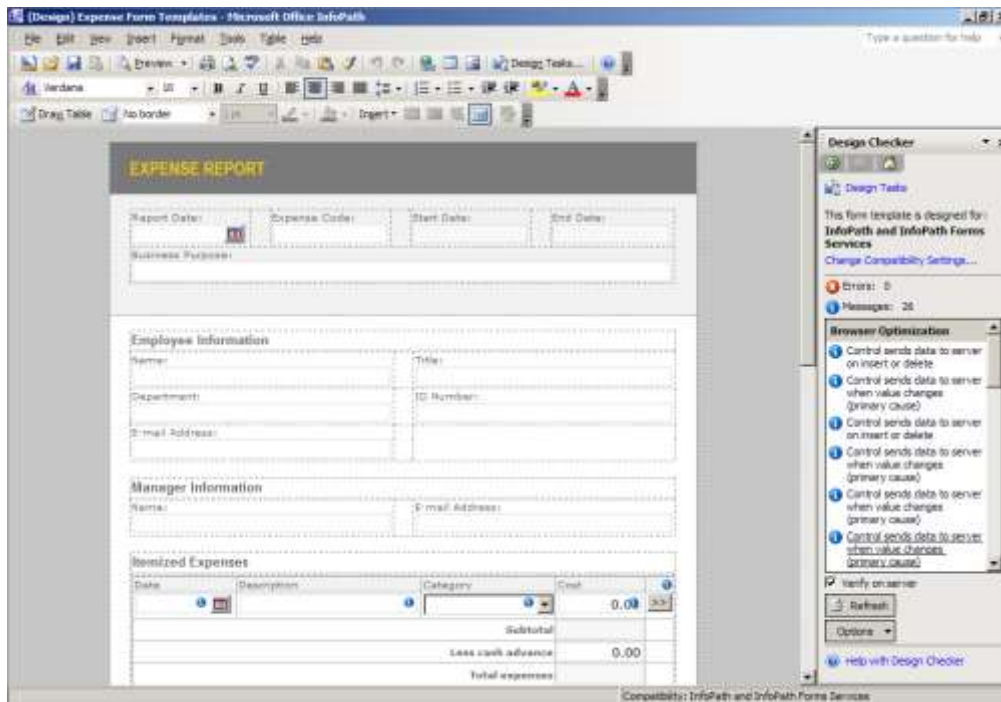 (Design) Expense Form Templates - Microsoft Office InfoPath
File Edit View Insert Format Tools Table Help
Type a question for help
Preview
Design Tasks...
Verdana 10 B I U
Draw Table No border Insert
EXPENSE REPORT
Report Date: Expense Code: Start Date: End Date:
Business Purpose:
Employee Information
Name: Title:
Department: ID Number:
E-mail Address:
Manager Information
Name: E-mail Address:
Itemized Expenses
Date Description Category Cost
0.00 >>
Subtotal
Less cash advance 0.00
Total expenses
Design Checker
Design Tasks
This form template is designed for:
InfoPath and InfoPath Forms
Services
Change Compatibility Settings...
Errors: 0
Messages: 26
Browser Optimization
Control sends data to server
on insert or delete
Control sends data to server
when value changes
(primary cause)
Control sends data to server
on insert or delete
Control sends data to server
when value changes
(primary cause)
Control sends data to server
when value changes
(primary cause)
Control sends data to server
when value changes
(primary cause)
Verify on server
Refresh
Options
Help with Design Checker
Compatibility: InfoPath and InfoPath Forms Services